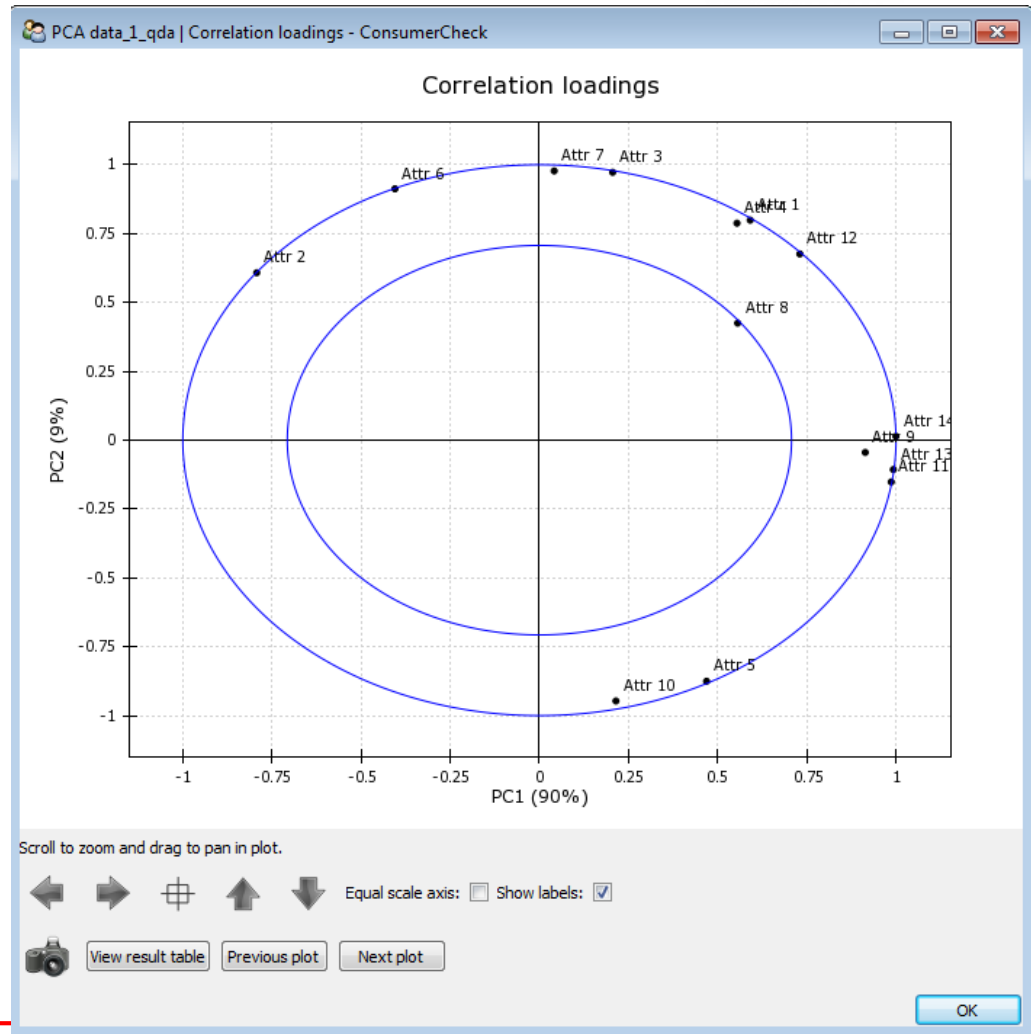 PCA data_1_qda | Correlation loadings - ConsumerCheck
Correlation loadings
Attr 7
Attr 3
Attr 6
Attr 4
Attr 1
Attr 12
Attr 2
Attr 8
Attr 14
Attr 9
Attr 13
Attr 11
Attr 5
Attr 10
1
0.75
0.5
0.25
0
-0.25
-0.5
-0.75
-1
PC2 (9%)
-1 -0.75 -0.5 -0.25 0 0.25 0.5 0.75 1
PC1 (90%)
Scroll to zoom and drag to pan in plot.
Equal scale axis: Show labels:
View result table Previous plot Next plot
OK